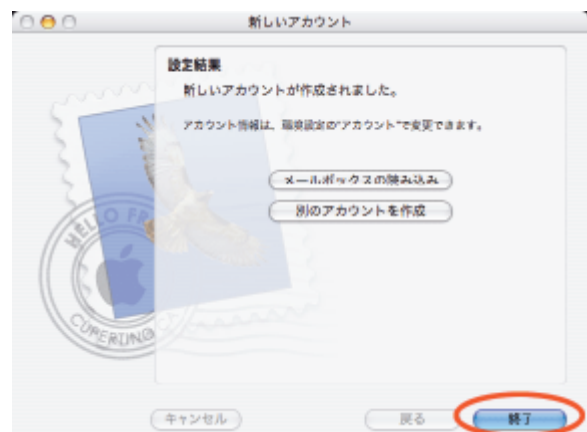 新しいアカウント
設定結果
新しいアカウントが作成されました。
アカウント情報は、環境設定の"アカウント"で変更できます。
メールボックスの読み込み
別のアカウントを作成
HELLO FR
CUPERTINO
キャンセル
戻る
終了